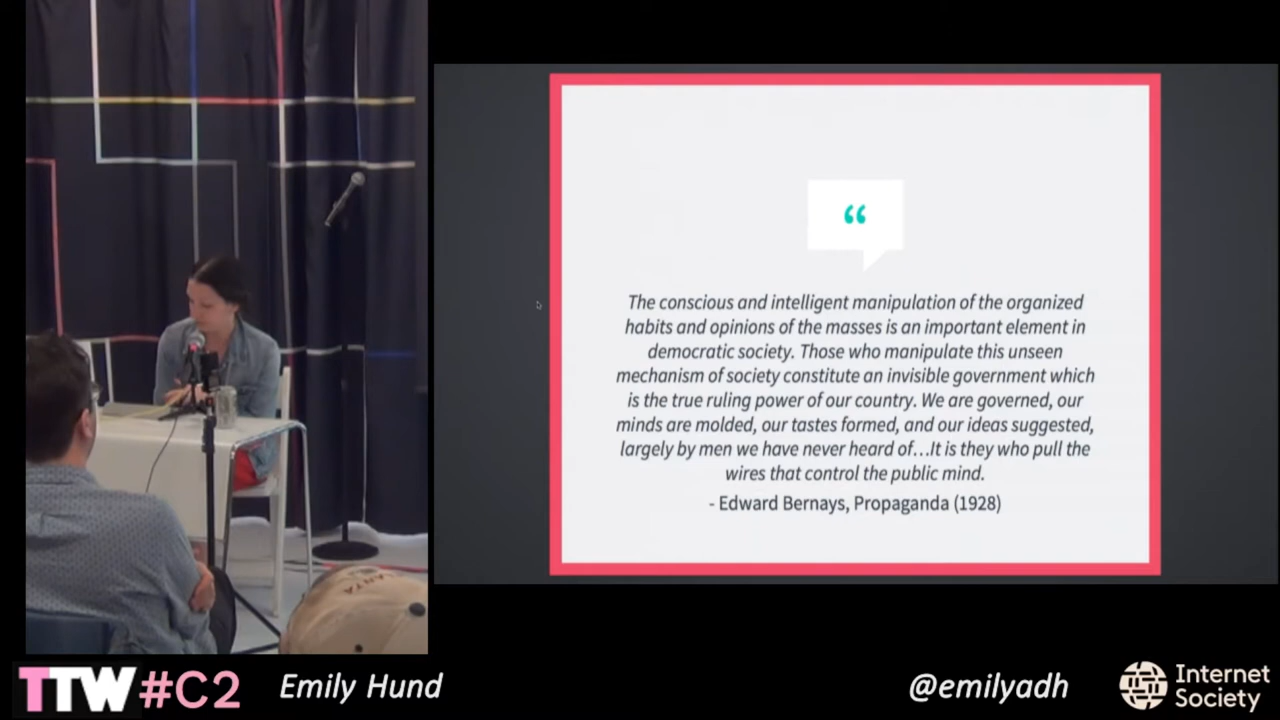 “
The conscious and intelligent manipulation of the organized
habits and opinions of the masses is an important element in
democratic society. Those who manipulate this unseen
mechanism of society constitute an invisible government which
is the true ruling power of our country. We are governed, our
minds are molded, our tastes formed, and our ideas suggested,
largely by men we have never heard of…It is they who pull the
wires that control the public mind.
- Edward Bernays, Propaganda (1928)
TTW#C2 Emily Hund @emilyadh Internet
Society